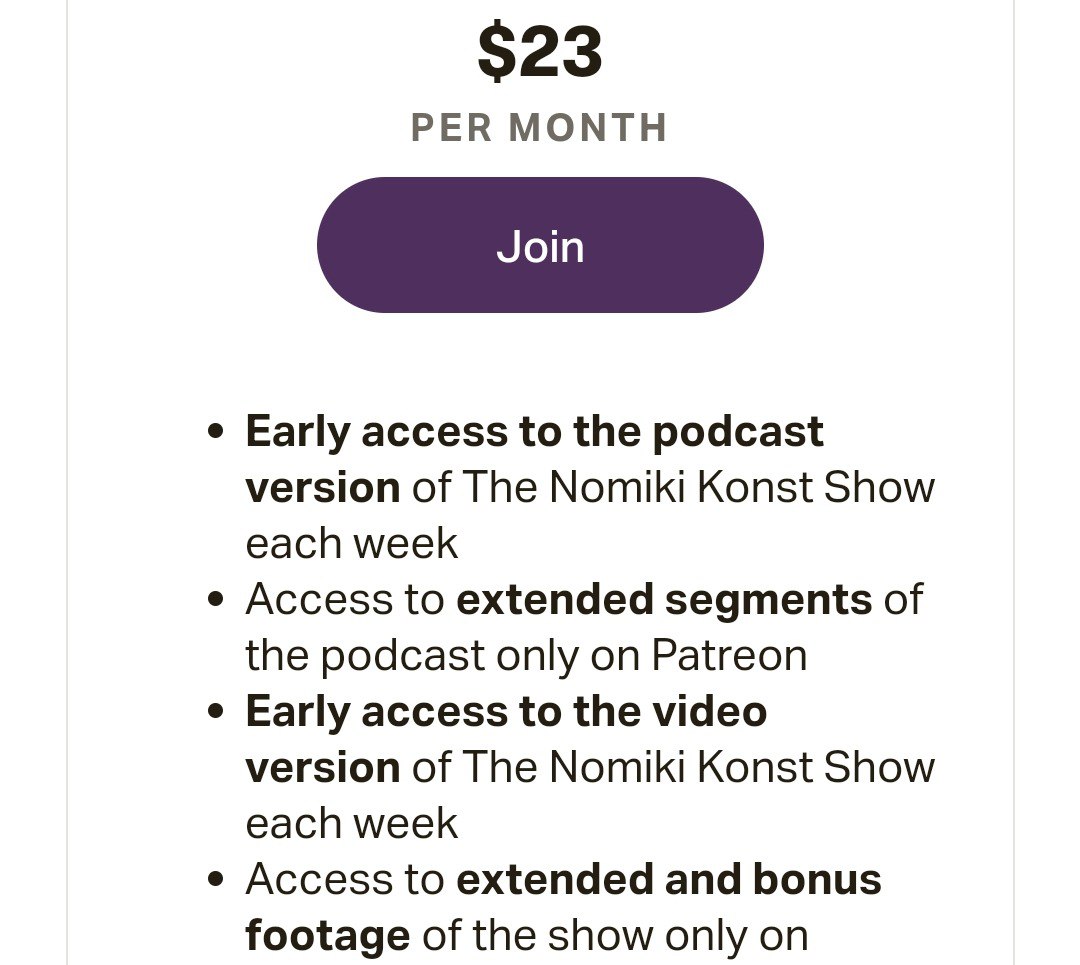 $23
PER MONTH
Join
• Early access to the podcast
version of The Nomiki Konst Show
each week
• Access to extended segments of
the podcast only on Patreon
• Early access to the video
version of The Nomiki Konst Show
each week
• Access to extended and bonus
footage of the show only on